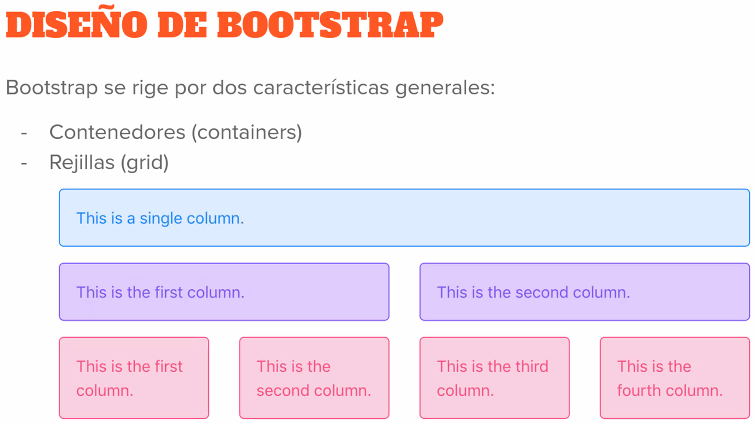 DISEÑO DE BOOTSTRAP
Bootstrap se rige por dos características generales:
- Contenedores (containers)
- Rejillas (grid)
This is a single column.
This is the first column.
This is the second column.
This is the first
column.
This is the
second column.
This is the third
column.
This is the
fourth column.